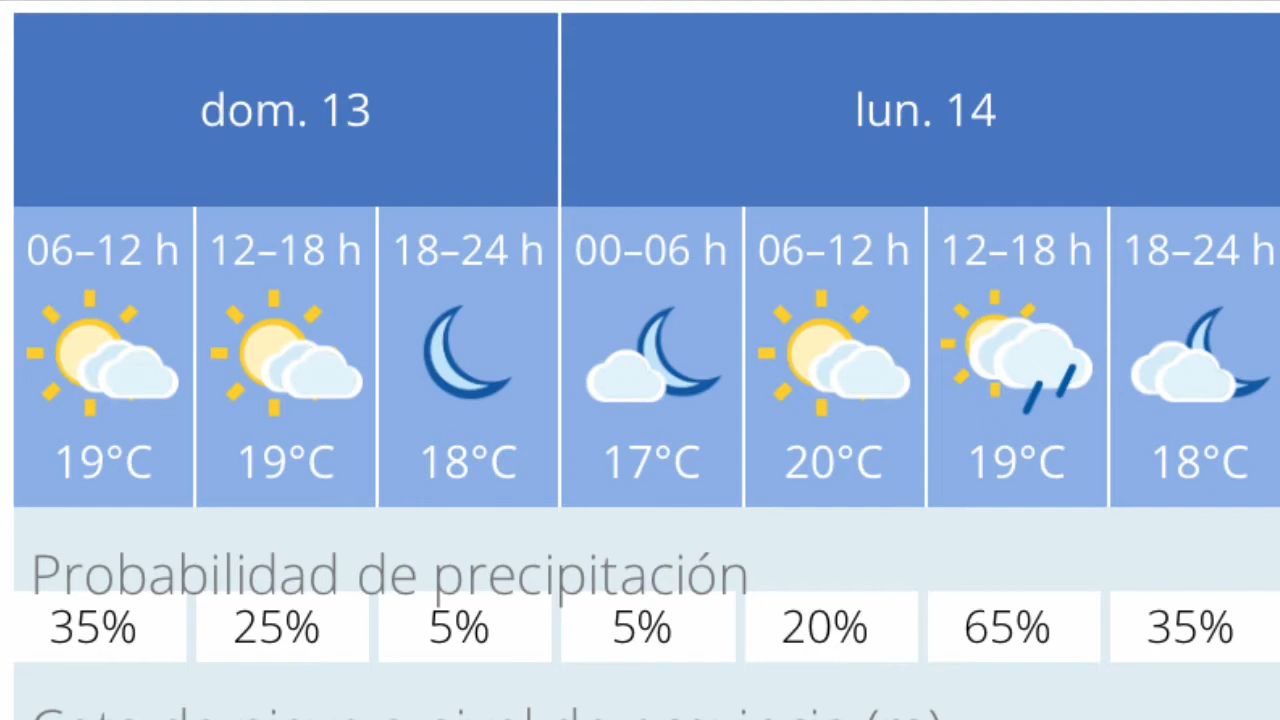 dom. 13 lun. 14
06–12 h 12–18 h 18–24 h 00–06 h 06–12 h 12–18 h 18–24 h
19°C 19°C 18°C 17°C 20°C 19°C 18°C
Probabilidad de precipitación
35% 25% 5% 5% 20% 65% 35%